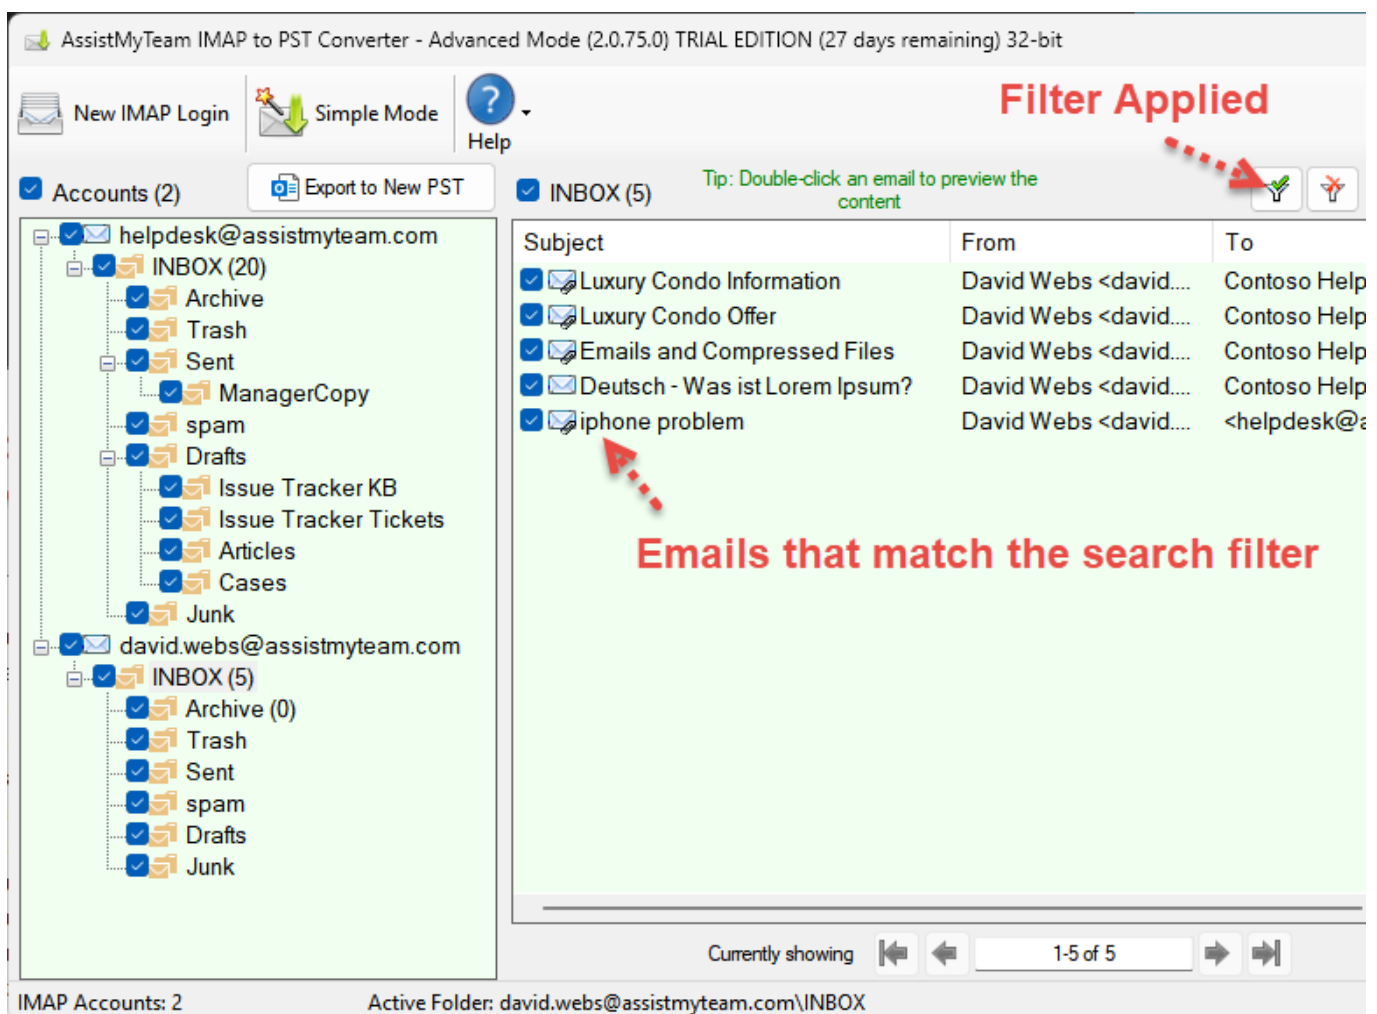 AssistMyTeam IMAP to PST Converter - Advanced Mode (2.0.75.0) TRIAL EDITION (27 days remaining) 32-bit
New IMAP Login
Simple Mode
?
Help
Filter Applied
Accounts (2)
Export to New PST
helpdesk@assistmyteam.com
INBOX (20)
Archive
Trash
Sent
ManagerCopy
spam
Drafts
Issue Tracker KB
Issue Tracker Tickets
Articles
Cases
Junk
david.webs@assistmyteam.com
INBOX (5)
Archive (0)
Trash
Sent
spam
Drafts
Junk
INBOX (5)
Tip: Double-click an email to preview the
content
Subject From To
Luxury Condo Information David Webs <david.... Contoso Help
Luxury Condo Offer David Webs <david.... Contoso Help
Emails and Compressed Files David Webs <david.... Contoso Help
Deutsch - Was ist Lorem Ipsum? David Webs <david.... Contoso Help
iphone problem David Webs <david.... <helpdesk@a
Emails that match the search filter
Currently showing 1-5 of 5
IMAP Accounts: 2 Active Folder: david.webs@assistmyteam.com\INBOX